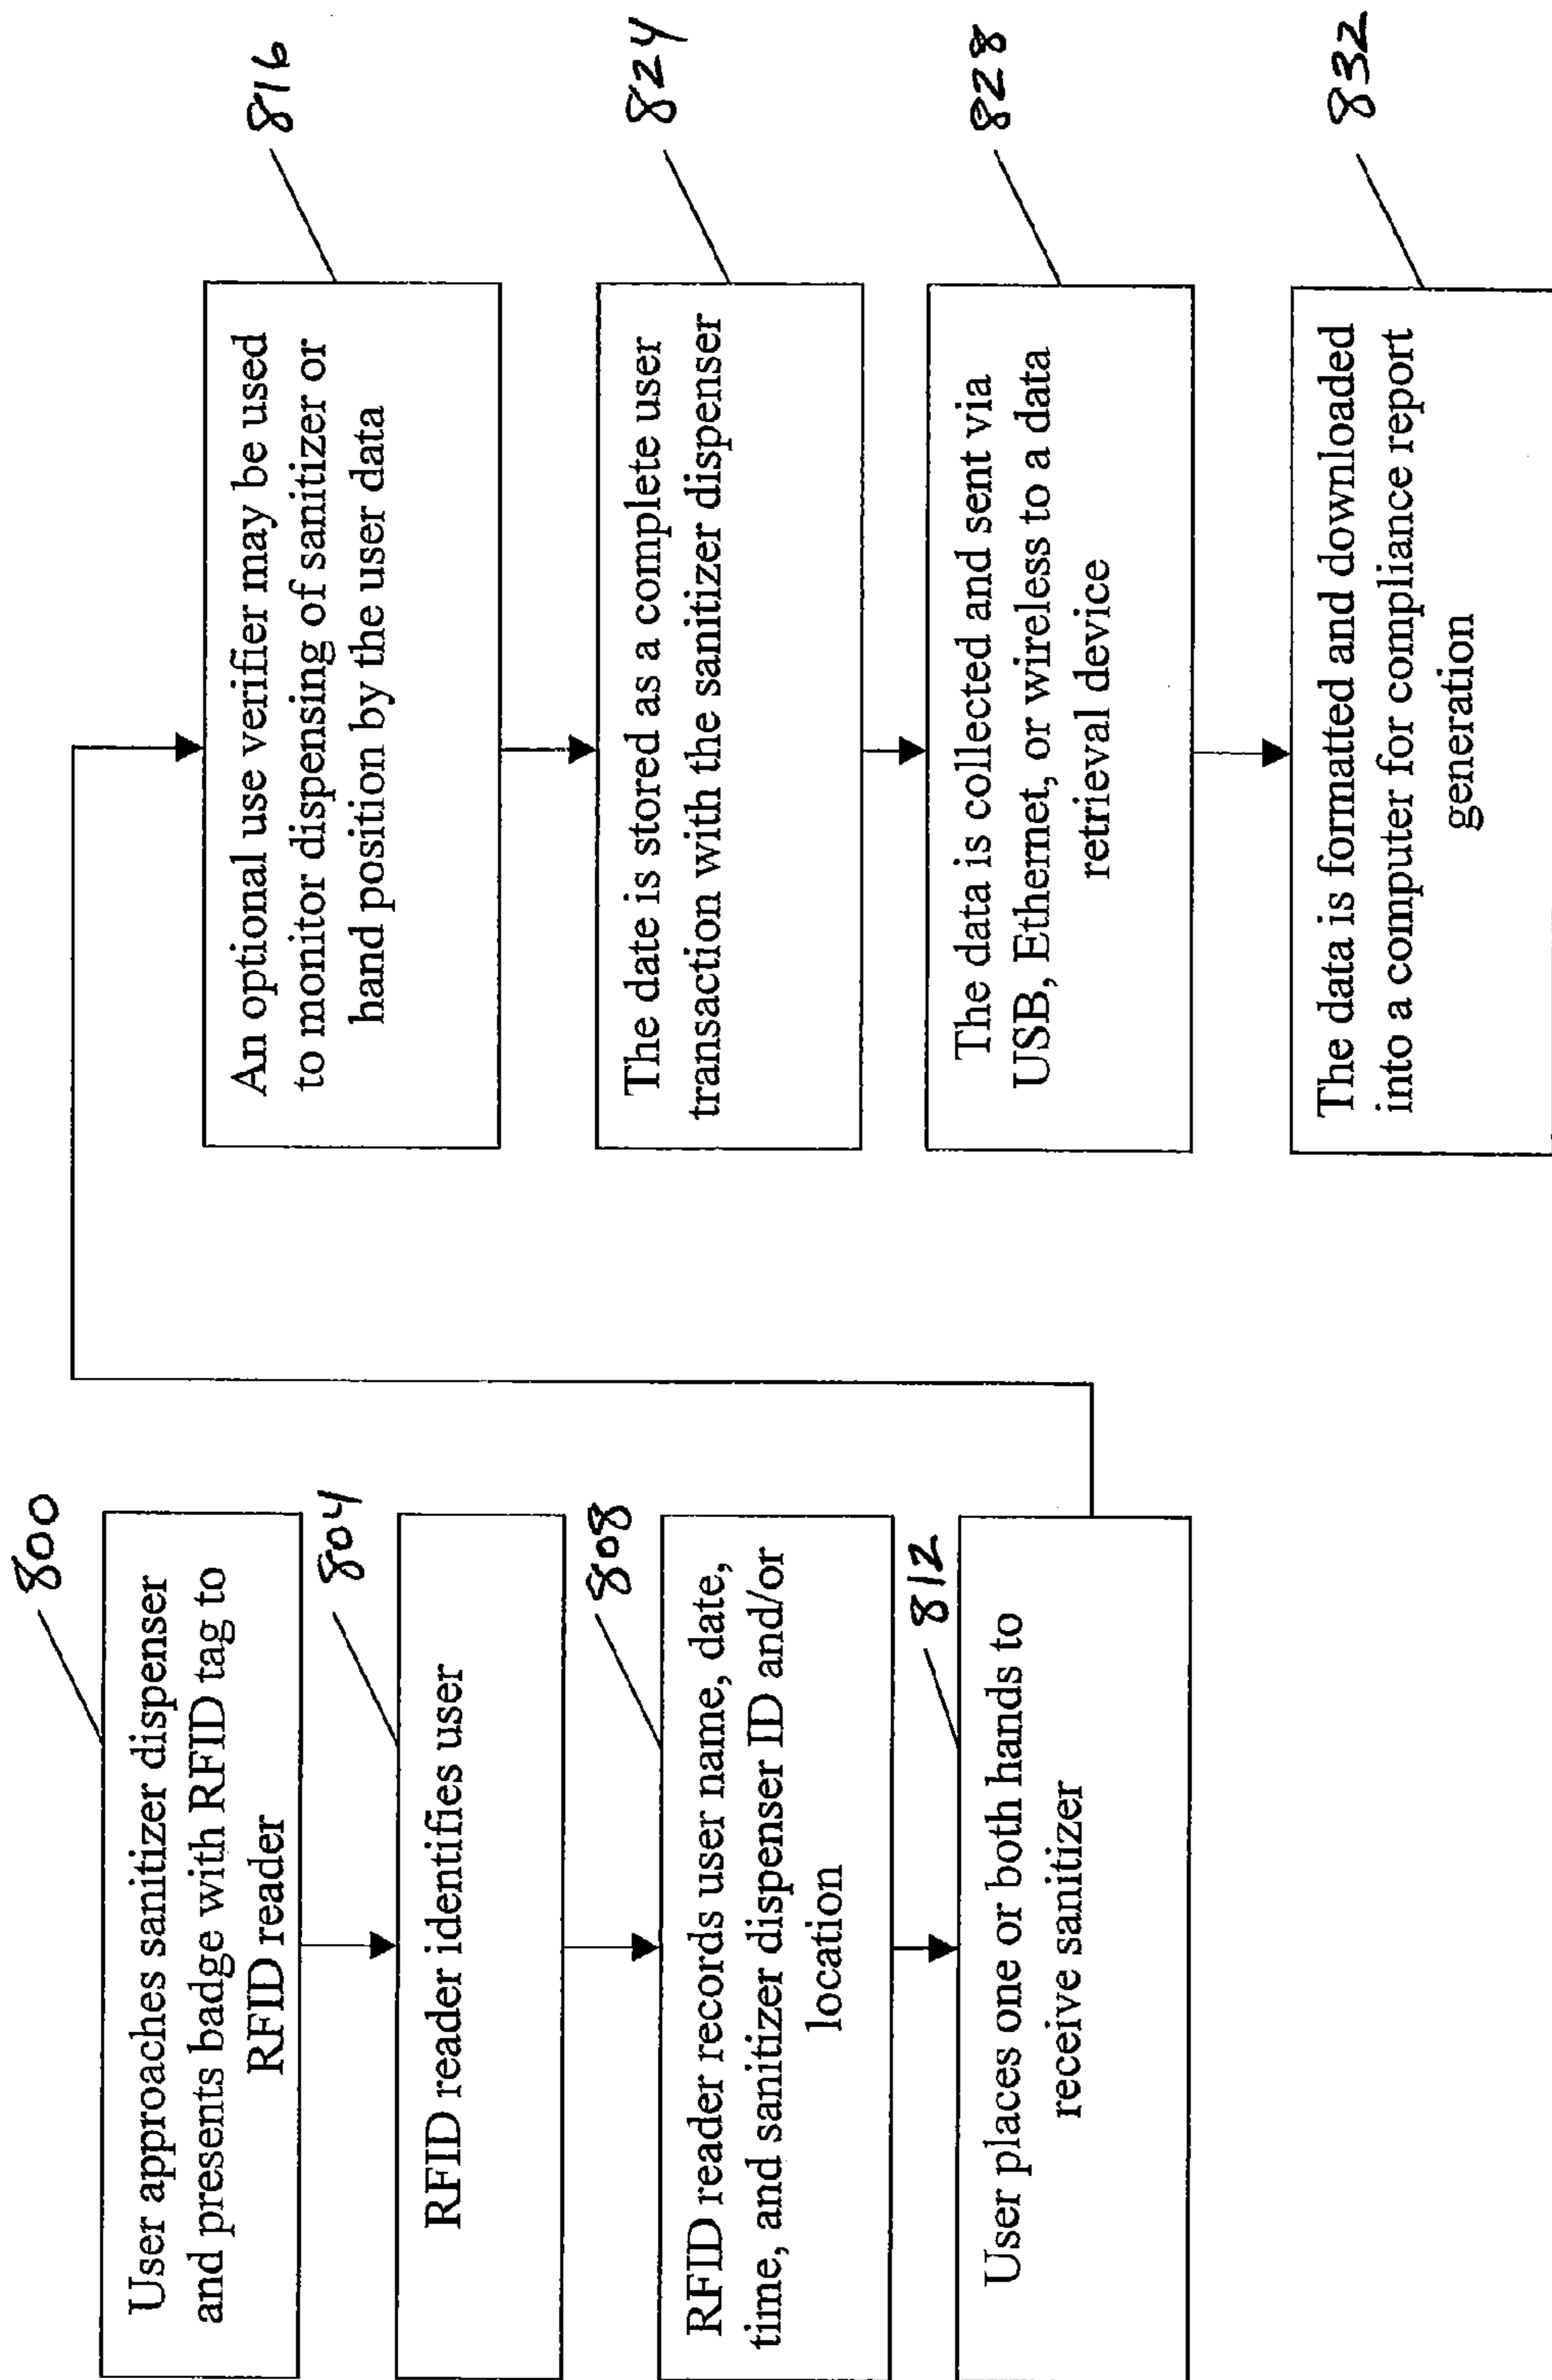 800
User approaches sanitizer dispenser
and presents badge with RFID tag to
RFID reader
804
RFID reader identifies user
808
RFID reader records user name, date,
time, and sanitizer dispenser ID and/or
location
812
User places one or both hands to
receive sanitizer
816
An optional use verifier may be used
to monitor dispensing of sanitizer or
hand position by the user data
824
The date is stored as a complete user
transaction with the sanitizer dispenser
828
The data is collected and sent via
USB, Ethernet, or wireless to a data
retrieval device
832
The data is formatted and downloaded
into a computer for compliance report
generation